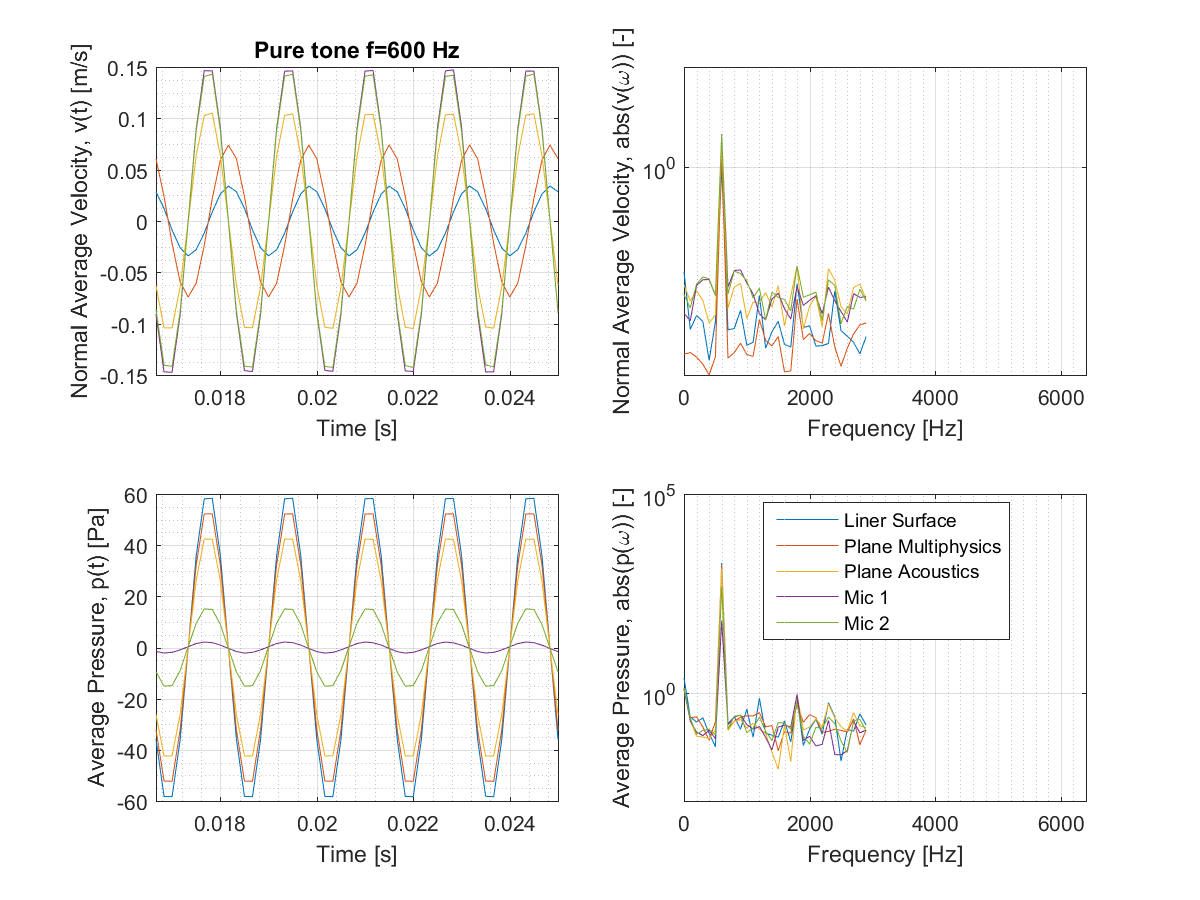 Pure tone f=600 Hz
Normal Average Velocity, v(t) [m/s]
0.15
0.1
0.05
0
-0.05
-0.1
-0.15
0.018 0.02 0.022 0.024
Time [s]
Normal Average Velocity, abs(v(ω)) [-]
10^0
0 2000 4000 6000
Frequency [Hz]
Average Pressure, p(t) [Pa]
60
40
20
0
-20
-40
-60
0.018 0.02 0.022 0.024
Time [s]
Average Pressure, abs(p(ω)) [-]
10^5
10^0
0 2000 4000 6000
Frequency [Hz]
Liner Surface
Plane Multiphysics
Plane Acoustics
Mic 1
Mic 2